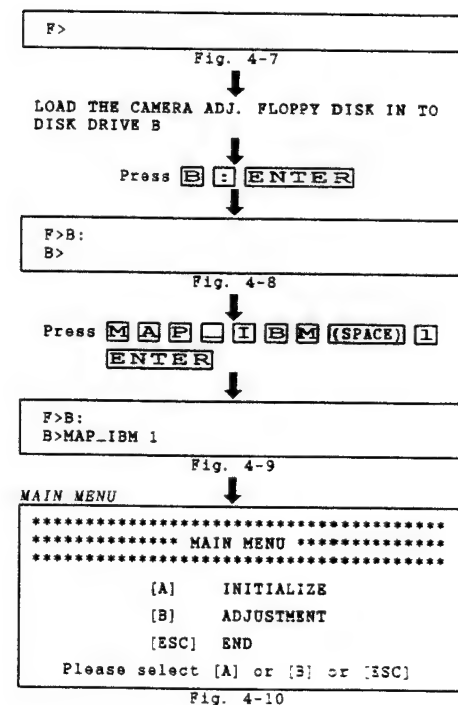 F>
Fig. 4-7
LOAD THE CAMERA ADJ. FLOPPY DISK IN TO
DISK DRIVE B
Press B : ENTER
F>B:
B>
Fig. 4-8
Press M A P _ I B M (SPACE) 1
ENTER
F>B:
B>MAP_IBM 1
Fig. 4-9
MAIN MENU
******************************************
************** MAIN MENU **************
******************************************
[A] INITIALIZE
[B] ADJUSTMENT
[ESC] END
Please select [A] or [B] or [ESC]
Fig. 4-10